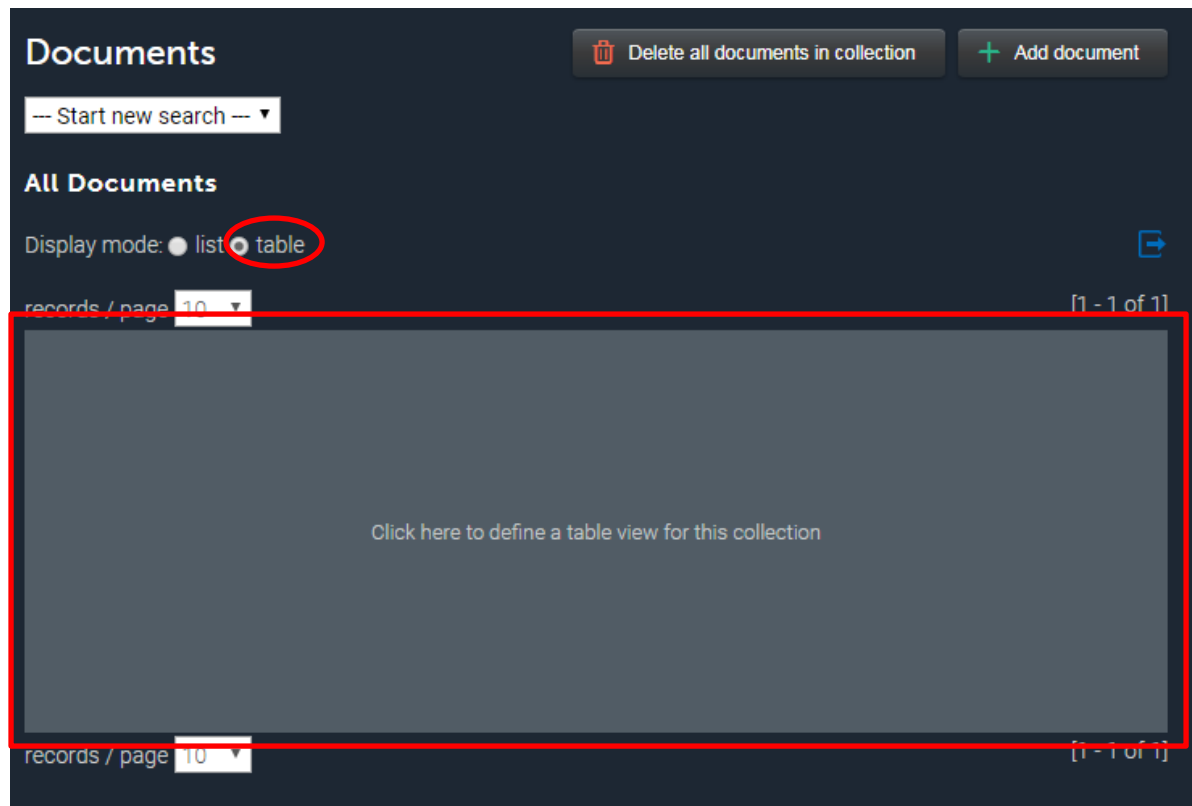 Documents
Delete all documents in collection
Add document
--- Start new search ---
All Documents
Display mode: list table
records / page 10
[1 - 1 of 1]
Click here to define a table view for this collection
records / page 10
[1 - 1 of 1]